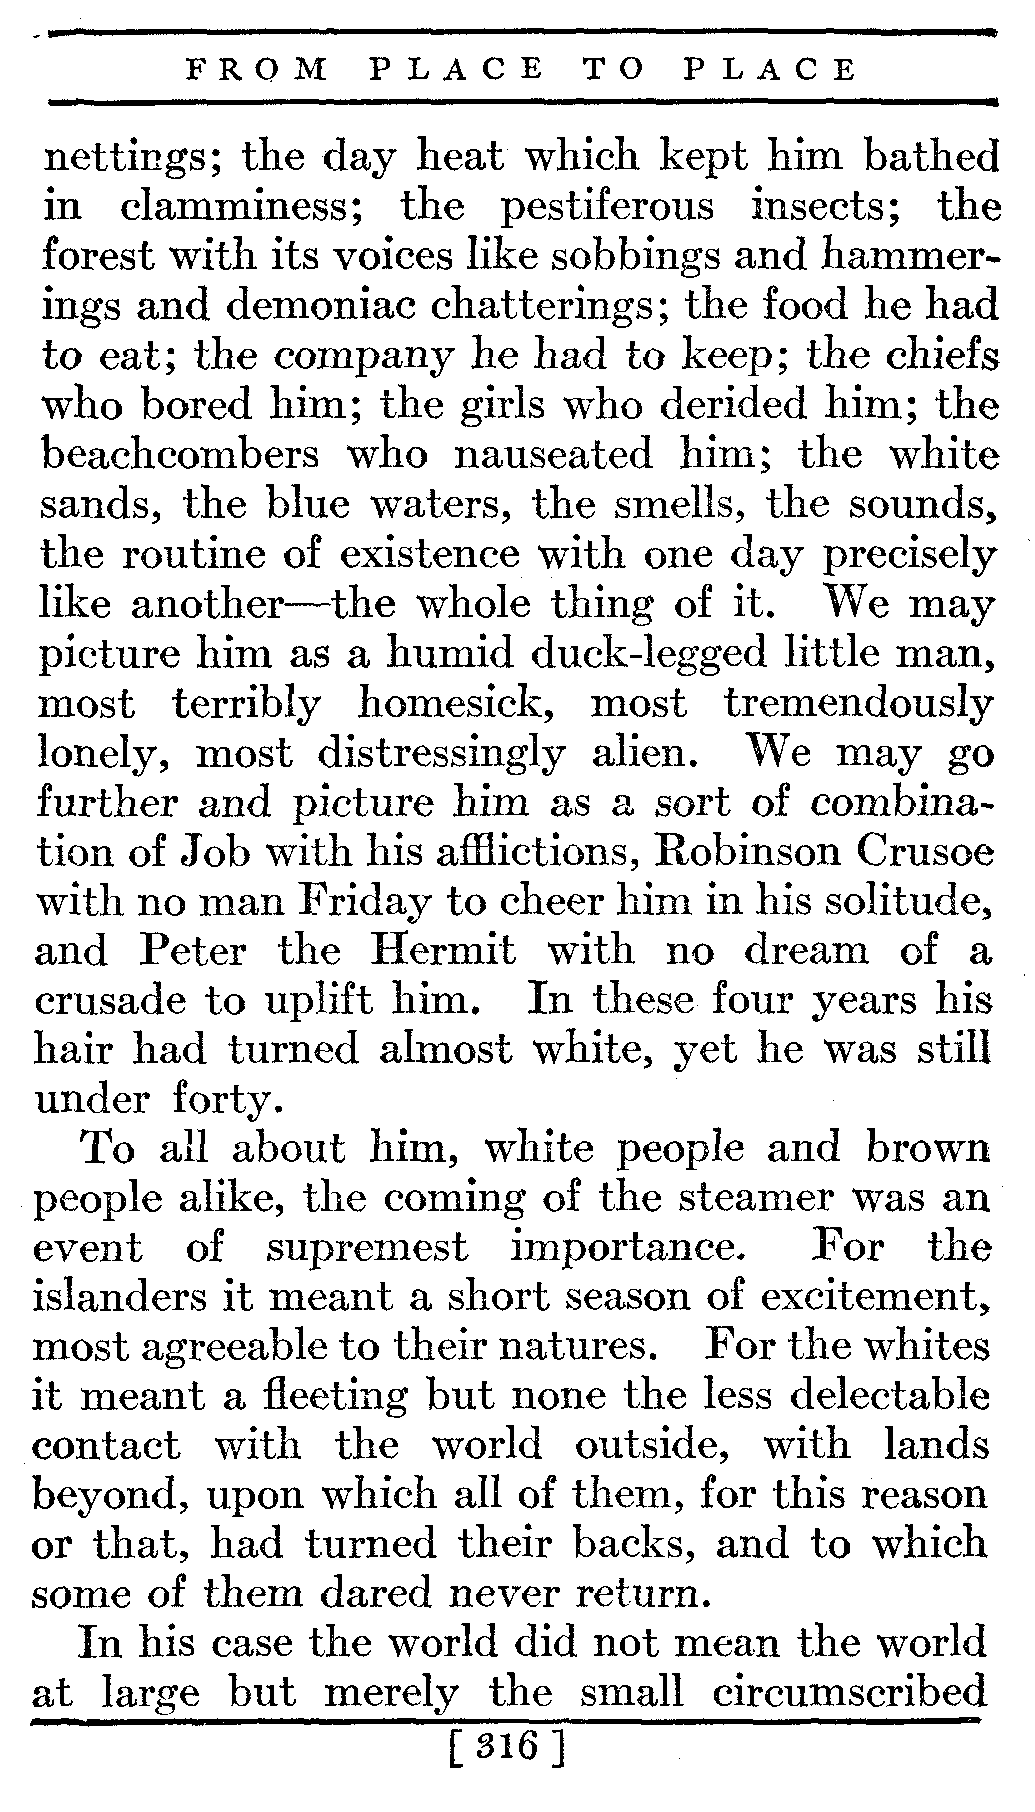 FROM PLACE TO PLACE
nettings; the day heat which kept him bathed
in clamminess; the pestiferous insects; the
forest with its voices like sobbings and hammer-
ings and demoniac chatterings; the food he had
to eat; the company he had to keep; the chiefs
who bored him; the girls who derided him; the
beachcombers who nauseated him; the white
sands, the blue waters, the smells, the sounds,
the routine of existence with one day precisely
like another—the whole thing of it. We may
picture him as a humid duck-legged little man,
most terribly homesick, most tremendously
lonely, most distressingly alien. We may go
further and picture him as a sort of combina-
tion of Job with his afflictions, Robinson Crusoe
with no man Friday to cheer him in his solitude,
and Peter the Hermit with no dream of a
crusade to uplift him. In these four years his
hair had turned almost white, yet he was still
under forty.
To all about him, white people and brown
people alike, the coming of the steamer was an
event of supremest importance. For the
islanders it meant a short season of excitement,
most agreeable to their natures. For the whites
it meant a fleeting but none the less delectable
contact with the world outside, with lands
beyond, upon which all of them, for this reason
or that, had turned their backs, and to which
some of them dared never return.
In his case the world did not mean the world
at large but merely the small circumscribed
[ 316 ]